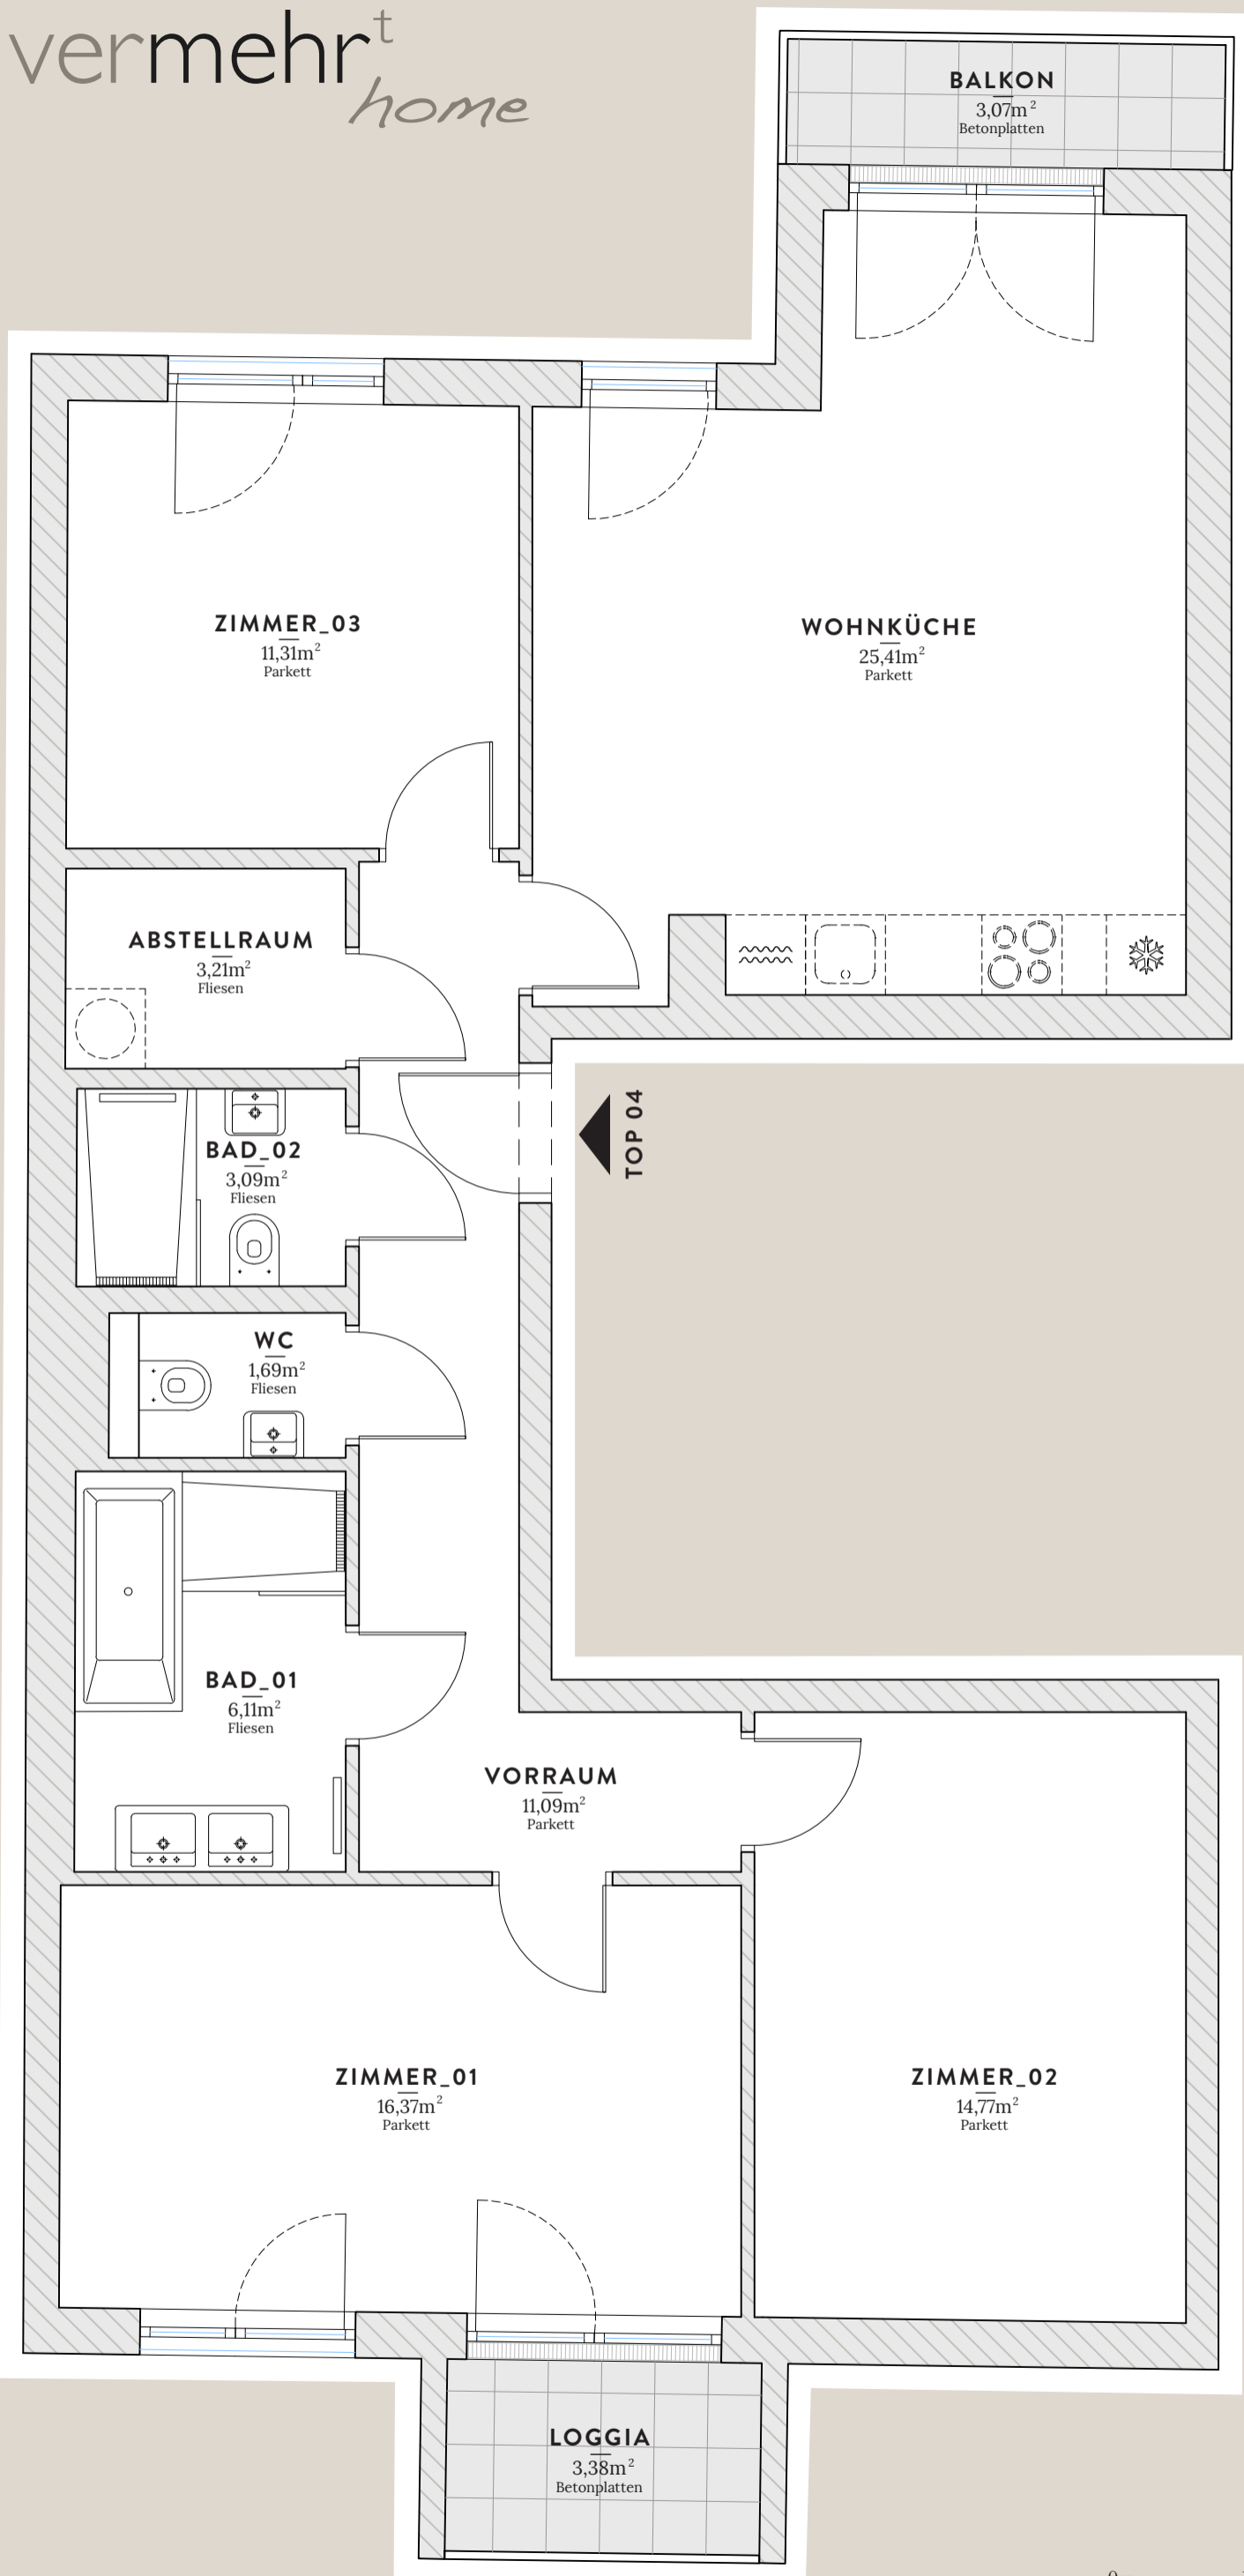 vermehrt
home
BALKON
3,07m²
Betonplatten
ZIMMER_03
11,31m²
Parkett
WOHNKÜCHE
25,41m²
Parkett
ABSTELLRAUM
3,21m²
Fliesen
BAD_02
3,09m²
Fliesen
TOP 04
WC
1,69m²
Fliesen
BAD_01
6,11m²
Fliesen
VORRAUM
11,09m²
Parkett
ZIMMER_01
16,37m²
Parkett
ZIMMER_02
14,77m²
Parkett
LOGGIA
3,38m²
Betonplatten